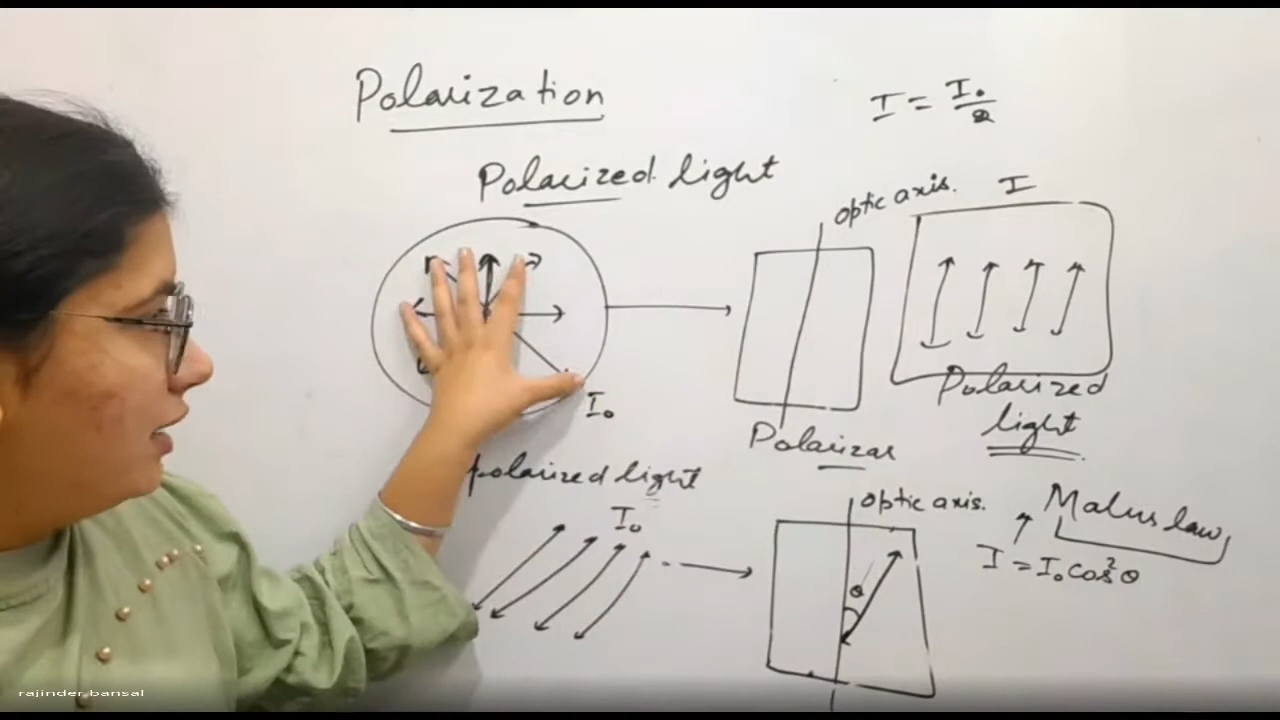 Polarization
I = I₀/2
Polarized light
optic axis.
I
I₀
Polarizar
Polarized
light
polarized light
I₀
optic axis.
Malus law
I = I₀cos²θ
θ
rajinder bansal